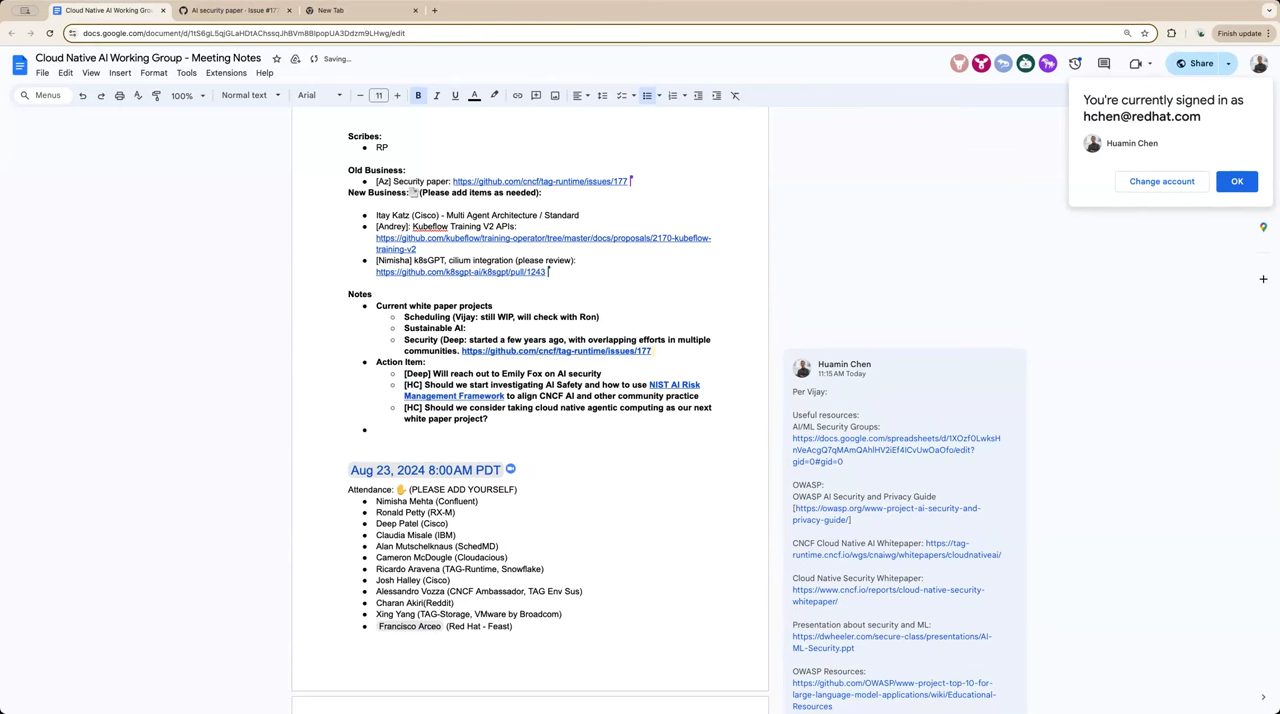 Cloud Native AI Working Group
AI security paper · Issue #177
New Tab
docs.google.com/document/d/1tS6gL5qjGLaHDtAChssqJhBVm8BlpopUA3Ddzm9LHwg/edit
Finish update
Cloud Native AI Working Group - Meeting Notes
Saving...
File Edit View Insert Format Tools Extensions Help
Share
Menus
100%
Normal text
Arial
11
You're currently signed in as
hchen@redhat.com
Huamin Chen
Change account
OK
Scribes:
RP
Old Business:
[Az] Security paper: https://github.com/cncf/tag-runtime/issues/177
New Business: (Please add items as needed):
Itay Katz (Cisco) - Multi Agent Architecture / Standard
[Andrey]: Kubeflow Training V2 APIs:
https://github.com/kubeflow/training-operator/tree/master/docs/proposals/2170-kubeflow-
training-v2
[Nimisha] k8sGPT, cilium integration (please review):
https://github.com/k8sgpt-ai/k8sgpt/pull/1243
Notes
Current white paper projects
Scheduling (Vijay: still WIP, will check with Ron)
Sustainable AI:
Security (Deep: started a few years ago, with overlapping efforts in multiple
communities. https://github.com/cncf/tag-runtime/issues/177
Action Item:
[Deep] Will reach out to Emily Fox on AI security
[HC] Should we start investigating AI Safety and how to use NIST AI Risk
Management Framework to align CNCF AI and other community practice
[HC] Should we consider taking cloud native agentic computing as our next
white paper project?
Aug 23, 2024 8:00AM PDT
Attendance: ✋ (PLEASE ADD YOURSELF)
Nimisha Mehta (Confluent)
Ronald Petty (RX-M)
Deep Patel (Cisco)
Claudia Misale (IBM)
Alan Mutschelknaus (SchedMD)
Cameron McDougle (Cloudacious)
Ricardo Aravena (TAG-Runtime, Snowflake)
Josh Halley (Cisco)
Alessandro Vozza (CNCF Ambassador, TAG Env Sus)
Charan Akiri(Reddit)
Xing Yang (TAG-Storage, VMware by Broadcom)
Francisco Arceo (Red Hat - Feast)
Huamin Chen
11:15 AM Today
Per Vijay:
Useful resources:
AI/ML Security Groups:
https://docs.google.com/spreadsheets/d/1XOzf0LwksH
nVeAcgQ7qMAmQAhlHV2iEf4ICvUwOaOfo/edit?
gid=0#gid=0
OWASP:
OWASP AI Security and Privacy Guide
[https://owasp.org/www-project-ai-security-and-
privacy-guide/]
CNCF Cloud Native AI Whitepaper: https://tag-
runtime.cncf.io/wgs/cnaiwg/whitepapers/cloudnativeai/
Cloud Native Security Whitepaper:
https://www.cncf.io/reports/cloud-native-security-
whitepaper/
Presentation about security and ML:
https://dwheeler.com/secure-class/presentations/AI-
ML-Security.ppt
OWASP Resources:
https://github.com/OWASP/www-project-top-10-for-
large-language-model-applications/wiki/Educational-
Resources